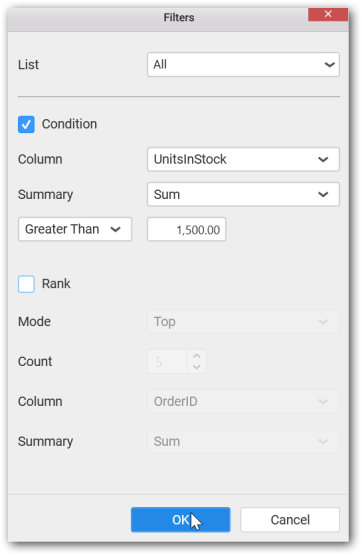 Filters
List All
Condition
Column UnitsInStock
Summary Sum
Greater Than 1,500.00
Rank
Mode Top
Count 5
Column OrderID
Summary Sum
OK Cancel